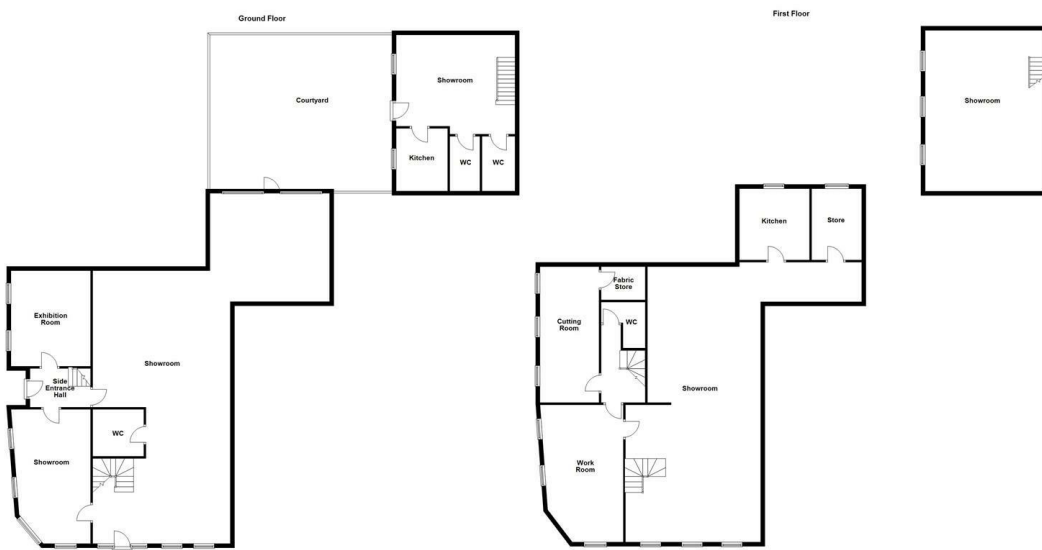 Ground Floor
Showroom
Courtyard
Kitchen
WC
WC
Exhibition
Room
Showroom
Side
Entrance
Hall
WC
Showroom
First Floor
Showroom
Kitchen
Store
Fabric
Store
Cutting
Room
WC
Showroom
Work
Room